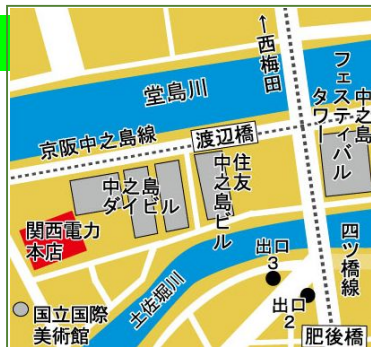 ↑西梅田
堂島川
中之島
フェスティバル
タワー
京阪中之島線
渡辺橋
中之島
ダイビル
住友
中之島ビル
関西電力
本店
四ツ橋線
土佐堀川
出口
3
出口
2
国立国際
美術館
肥後橋